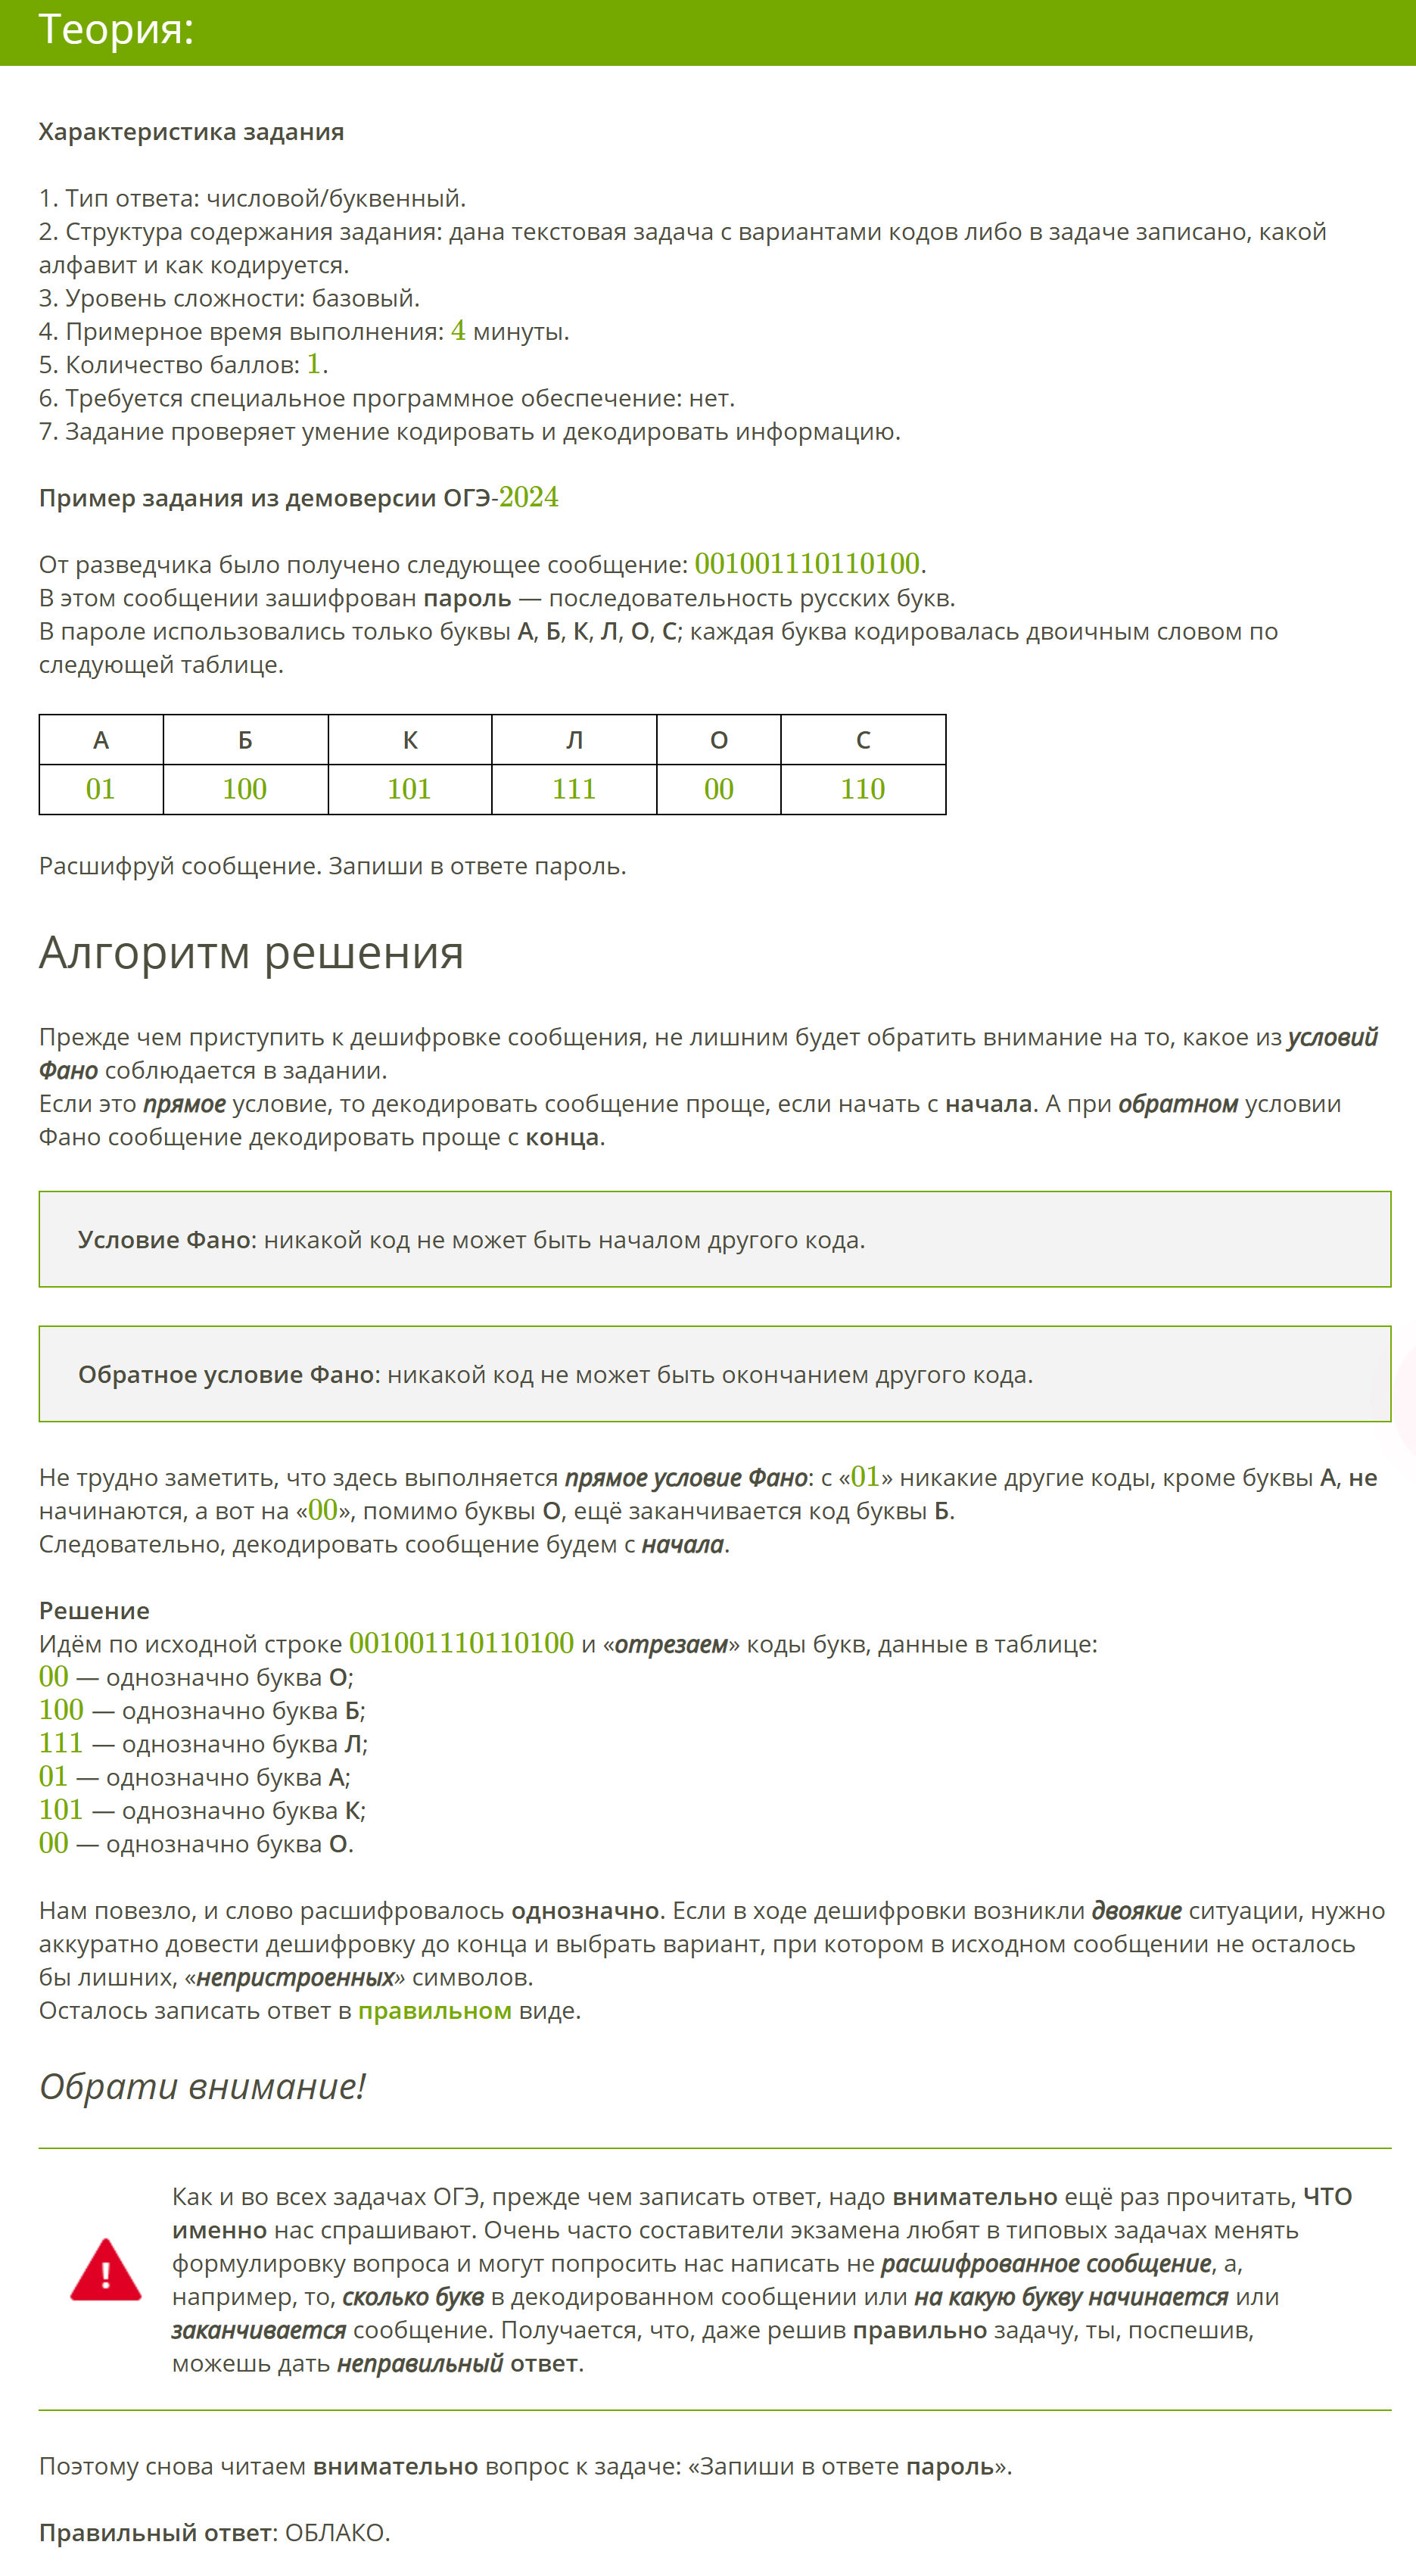 Теория:
Характеристика задания
1. Тип ответа: числовой/буквенный.
2. Структура содержания задания: дана текстовая задача с вариантами кодов либо в задаче записано, какой
алфавит и как кодируется.
3. Уровень сложности: базовый.
4. Примерное время выполнения: 4 минуты.
5. Количество баллов: 1.
6. Требуется специальное программное обеспечение: нет.
7. Задание проверяет умение кодировать и декодировать информацию.
Пример задания из демоверсии ОГЭ-2024
От разведчика было получено следующее сообщение: 001001110110100.
В этом сообщении зашифрован пароль — последовательность русских букв.
В пароле использовались только буквы А, Б, К, Л, О, С; каждая буква кодировалась двоичным словом по
следующей таблице.
А Б К Л О С
01 100 101 111 00 110
Расшифруй сообщение. Запиши в ответе пароль.
Алгоритм решения
Прежде чем приступить к дешифровке сообщения, не лишним будет обратить внимание на то, какое из условий
Фано соблюдается в задании.
Если это прямое условие, то декодировать сообщение проще, если начать с начала. А при обратном условии
Фано сообщение декодировать проще с конца.
Условие Фано: никакой код не может быть началом другого кода.
Обратное условие Фано: никакой код не может быть окончанием другого кода.
Не трудно заметить, что здесь выполняется прямое условие Фано: с «01» никакие другие коды, кроме буквы А, не
начинаются, а вот на «00», помимо буквы О, ещё заканчивается код буквы Б.
Следовательно, декодировать сообщение будем с начала.
Решение
Идём по исходной строке 001001110110100 и «отрезаем» коды букв, данные в таблице:
00 — однозначно буква О;
100 — однозначно буква Б;
111 — однозначно буква Л;
01 — однозначно буква А;
101 — однозначно буква К;
00 — однозначно буква О.
Нам повезло, и слово расшифровалось однозначно. Если в ходе дешифровки возникли двоякие ситуации, нужно
аккуратно довести дешифровку до конца и выбрать вариант, при котором в исходном сообщении не осталось
бы лишних, «непристроенных» символов.
Осталось записать ответ в правильном виде.
Обрати внимание!
Как и во всех задачах ОГЭ, прежде чем записать ответ, надо внимательно ещё раз прочитать, ЧТО
именно нас спрашивают. Очень часто составители экзамена любят в типовых задачах менять
формулировку вопроса и могут попросить нас написать не расшифрованное сообщение, а,
например, то, сколько букв в декодированном сообщении или на какую букву начинается или
заканчивается сообщение. Получается, что, даже решив правильно задачу, ты, поспешив,
можешь дать неправильный ответ.
Поэтому снова читаем внимательно вопрос к задаче: «Запиши в ответе пароль».
Правильный ответ: ОБЛАКО.